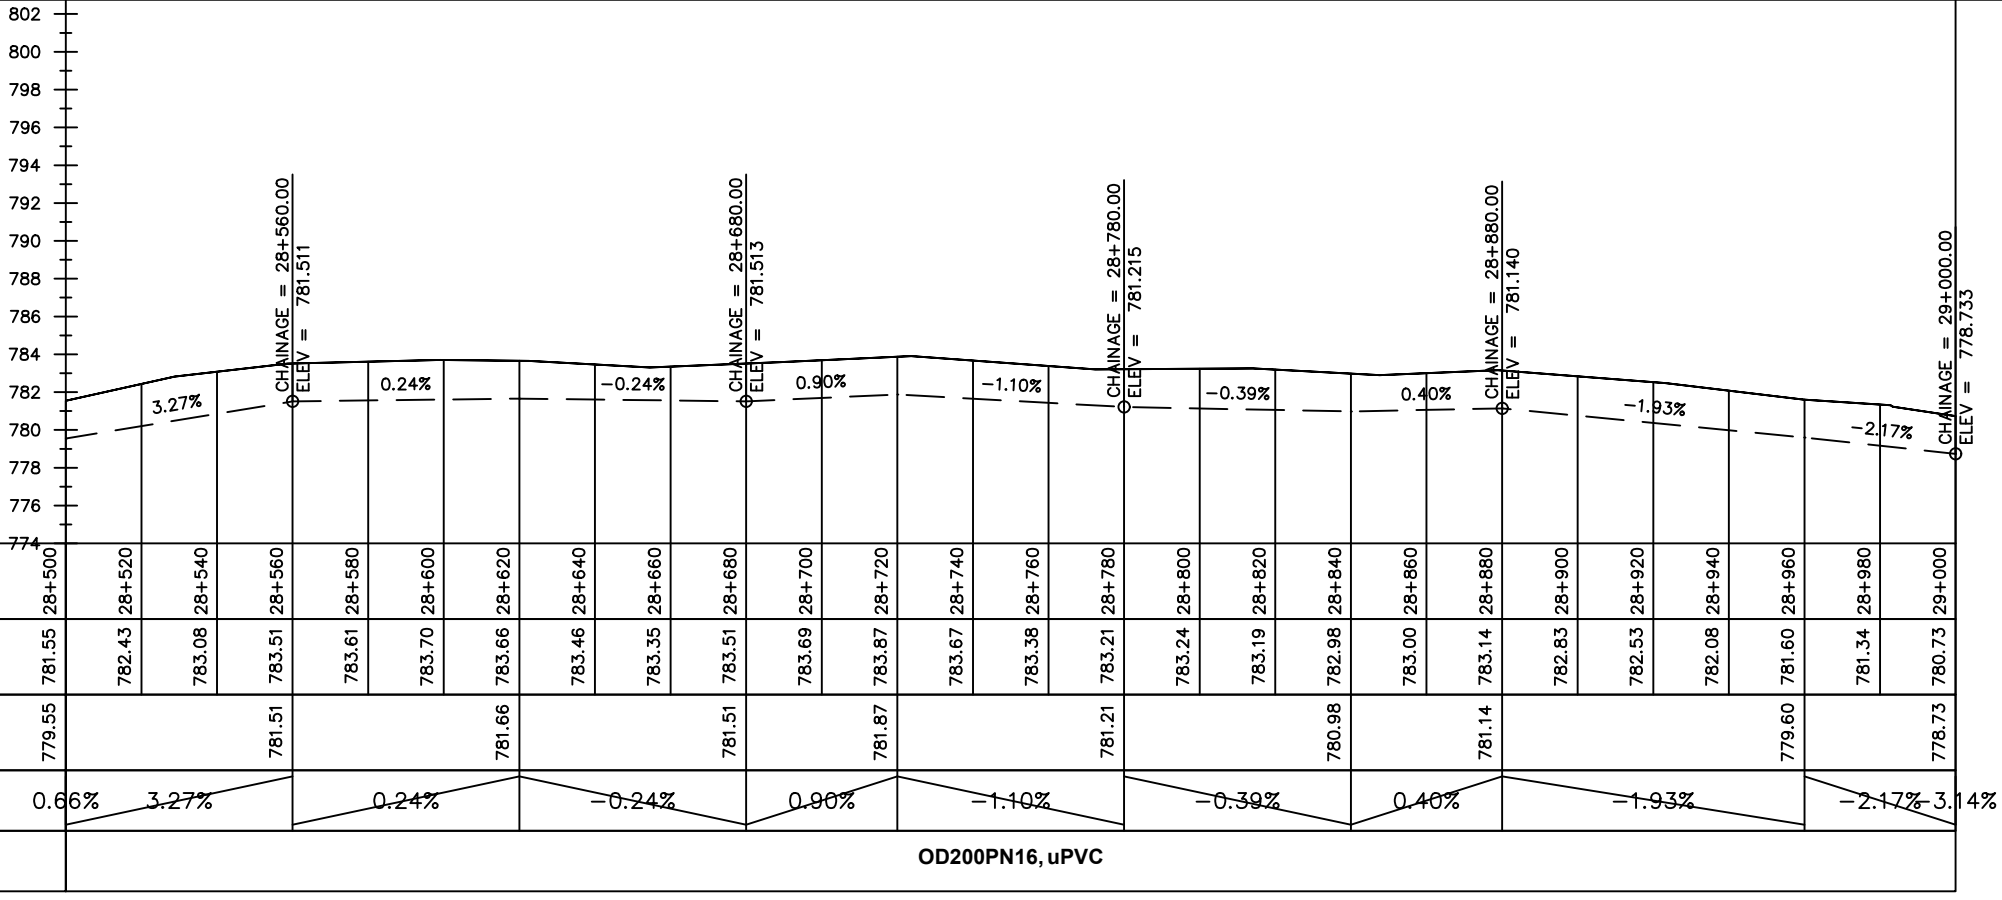 802
800
798
796
794
792
790
788
786
784
782
780
778
776
774
CHAINAGE = 28+560.00
ELEV = 781.511
CHAINAGE = 28+680.00
ELEV = 781.513
CHAINAGE = 28+780.00
ELEV = 781.215
CHAINAGE = 28+880.00
ELEV = 781.140
CHAINAGE = 29+000.00
ELEV = 778.733
3.27%
0.24%
-0.24%
0.90%
-1.10%
-0.39%
0.40%
-1.93%
-2.17%
28+500 28+520 28+540 28+560 28+580 28+600 28+620 28+640 28+660 28+680 28+700 28+720 28+740 28+760 28+780 28+800 28+820 28+840 28+860 28+880 28+900 28+920 28+940 28+960 28+980 29+000
781.55 782.43 783.08 783.51 783.61 783.70 783.66 783.46 783.35 783.51 783.69 783.87 783.67 783.38 783.21 783.24 783.19 782.98 783.00 783.14 782.83 782.53 782.08 781.60 781.34 780.73
779.55 781.51 781.66 781.51 781.87 781.21 780.98 781.14 779.60 778.73
0.66% 3.27% 0.24% -0.24% 0.90% -1.10% -0.39% 0.40% -1.93% -2.17% -3.14%
OD200PN16, uPVC